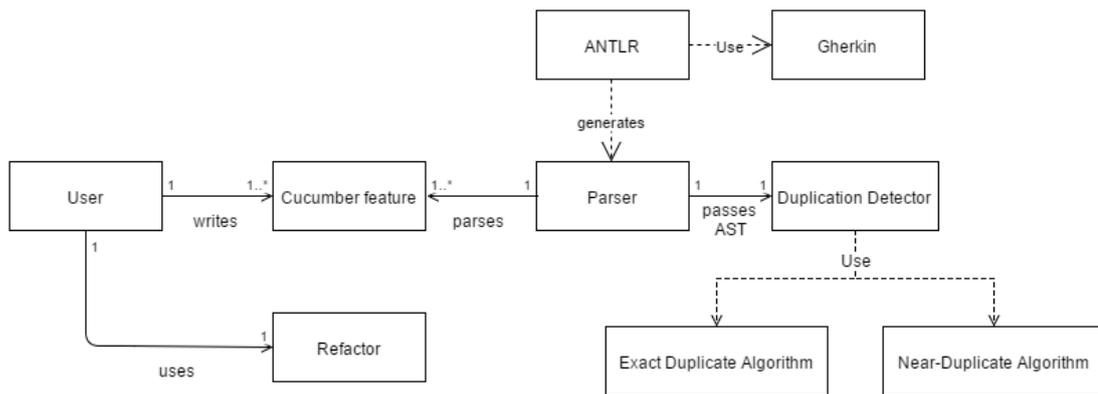 ANTLR
Use
Gherkin
generates
User
1
1..*
writes
Cucumber feature
1..*
1
parses
Parser
1
1
passes
AST
Duplication Detector
Use
1
1
uses
Refactor
Exact Duplicate Algorithm
Near-Duplicate Algorithm